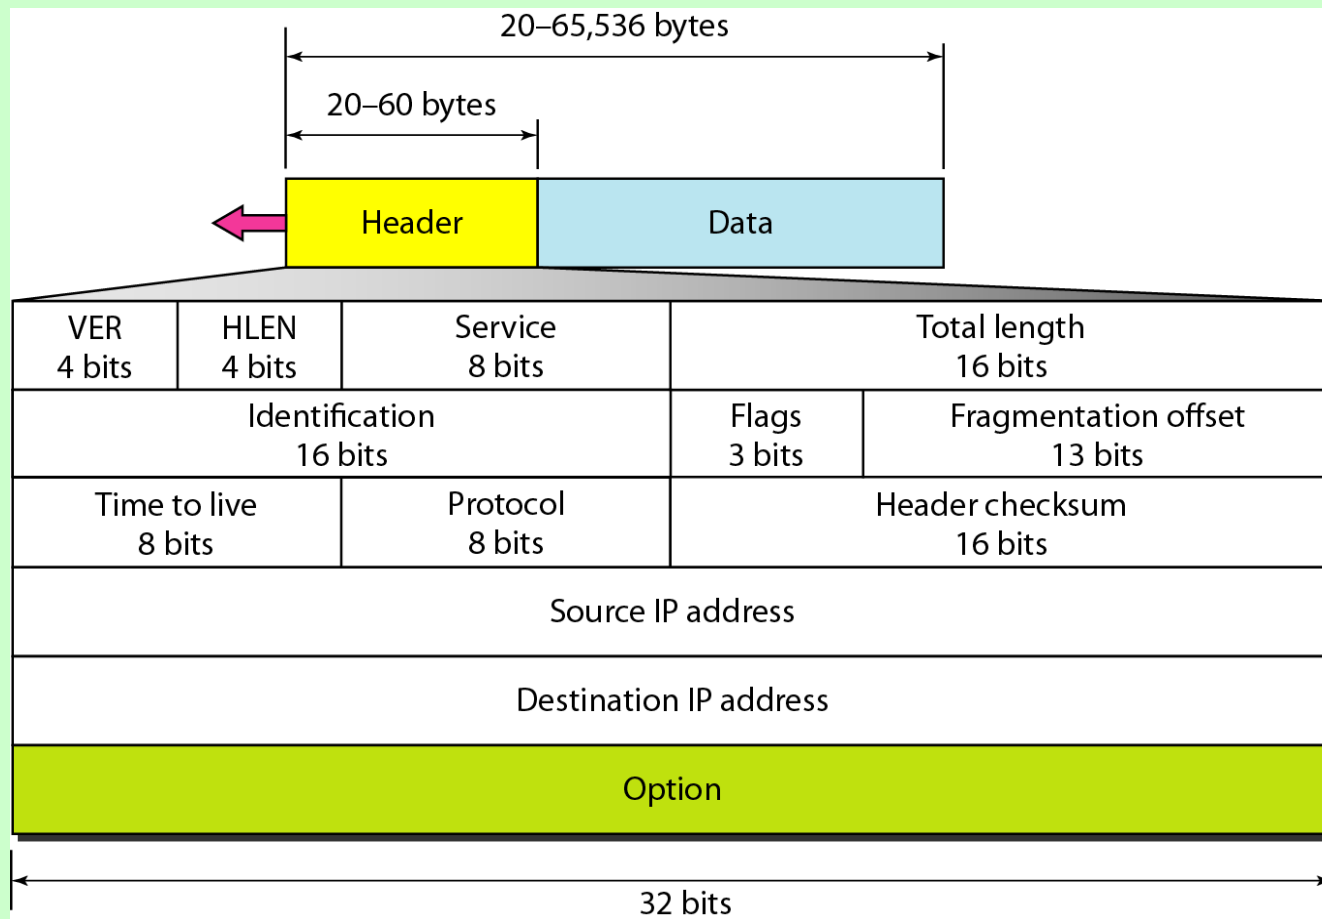 20–65,536 bytes
20–60 bytes
Header
Data
VER
4 bits
HLEN
4 bits
Service
8 bits
Total length
16 bits
Identification
16 bits
Flags
3 bits
Fragmentation offset
13 bits
Time to live
8 bits
Protocol
8 bits
Header checksum
16 bits
Source IP address
Destination IP address
Option
32 bits